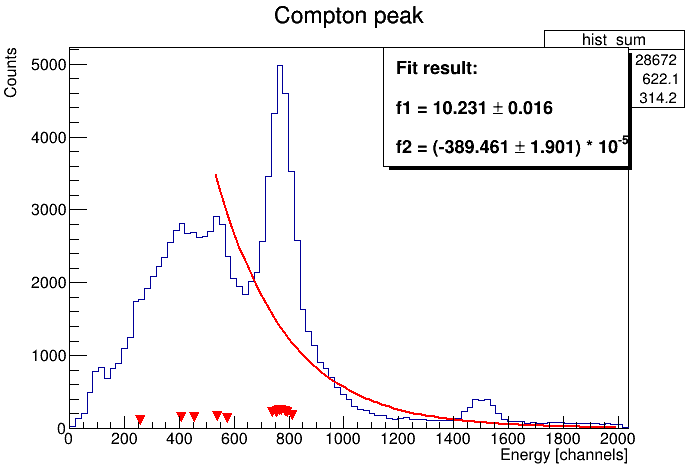 Compton peak
hist_sum
28672
622.1
314.2
Fit result:
f1 = 10.231 ± 0.016
f2 = (-389.461 ± 1.901) * 10^-5
Counts
5000
4000
3000
2000
1000
0
0 200 400 600 800 1000 1200 1400 1600 1800 2000
Energy [channels]